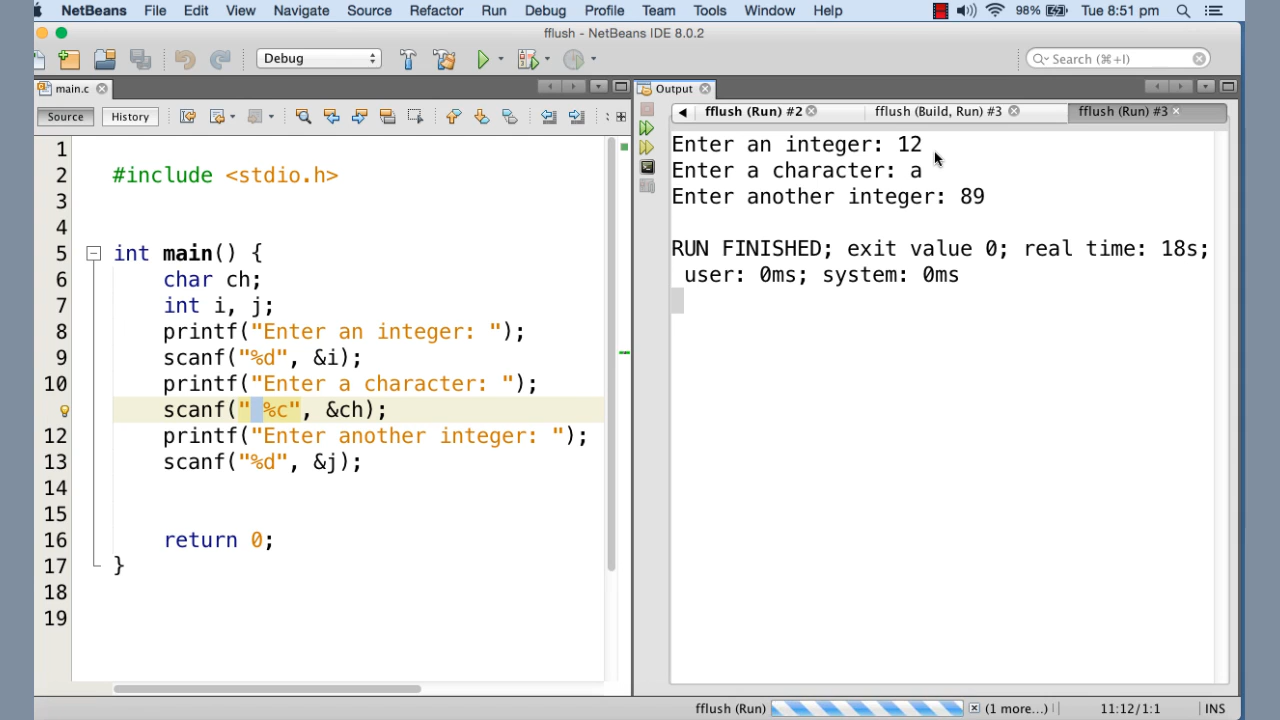 NetBeans File Edit View Navigate Source Refactor Run Debug Profile Team Tools Window Help 98% Tue 8:51 pm
fflush - NetBeans IDE 8.0.2
Debug
Search (⌘+I)
main.c
Output
Source History
fflush (Run) #2 fflush (Build, Run) #3 fflush (Run) #3
1
2 #include <stdio.h>
3
4
5 int main() {
6 char ch;
7 int i, j;
8 printf("Enter an integer: ");
9 scanf("%d", &i);
10 printf("Enter a character: ");
scanf(" %c", &ch);
12 printf("Enter another integer: ");
13 scanf("%d", &j);
14
15
16 return 0;
17 }
18
19
Enter an integer: 12
Enter a character: a
Enter another integer: 89
RUN FINISHED; exit value 0; real time: 18s;
user: 0ms; system: 0ms
fflush (Run) (1 more...) 11:12/1:1 INS